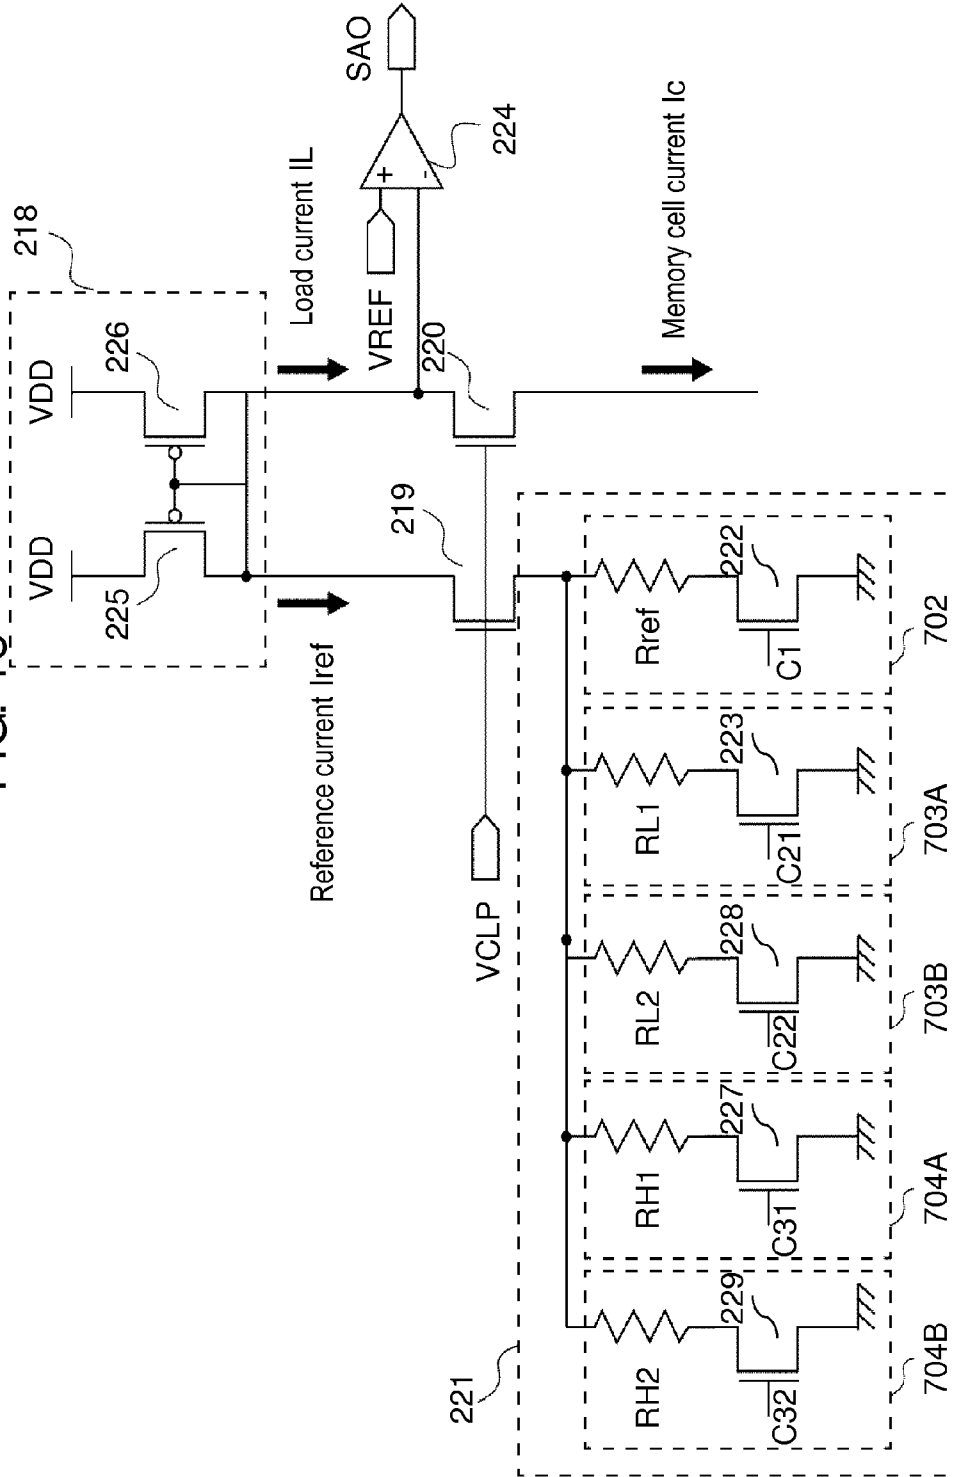 218
VDD
VDD
225
226
Reference current Iref
Load current IL
SAO
VREF
+
-
224
219
220
VCLP
Memory cell current Ic
221
RH2
RH1
RL2
RL1
Rref
229
227
228
223
222
C32
C31
C22
C21
C1
704B
704A
703B
703A
702